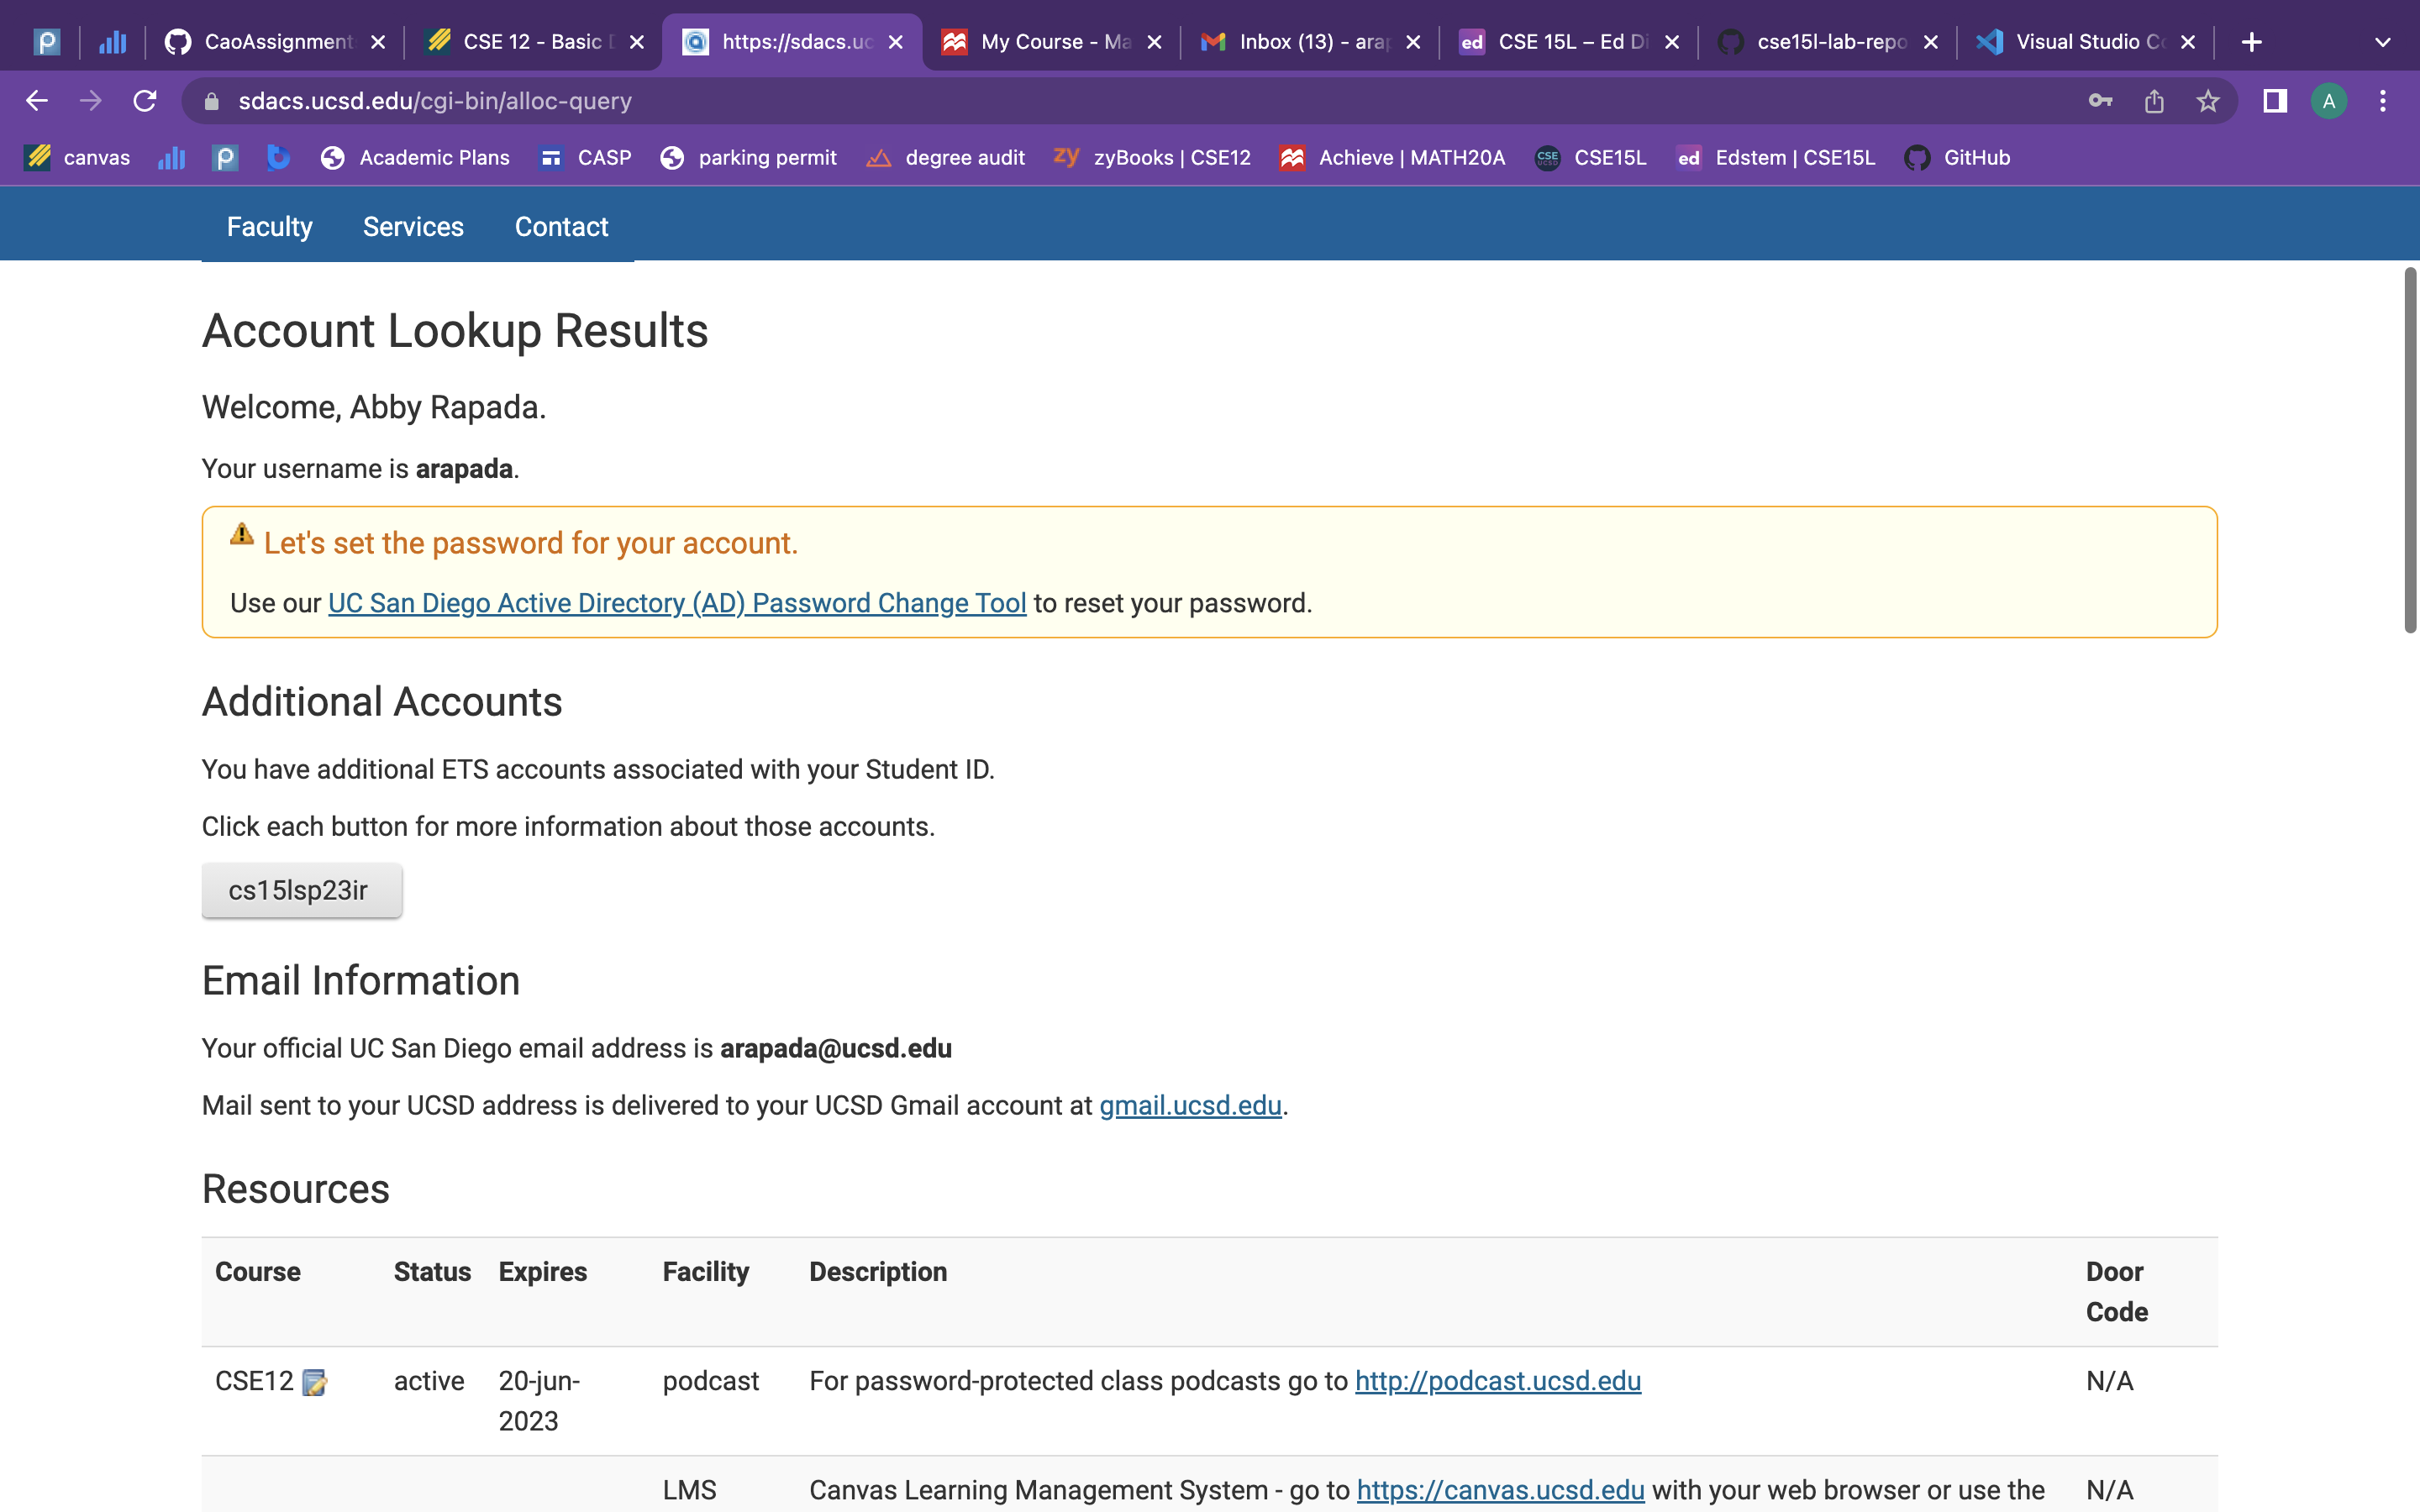 CaoAssignment
CSE 12 - Basic
https://sdacs.uc
My Course - Ma
Inbox (13) - arap
ed
CSE 15L – Ed Di
cse15l-lab-repo
Visual Studio Co
sdacs.ucsd.edu/cgi-bin/alloc-query
A
canvas
Academic Plans
CASP
parking permit
degree audit
zy
zyBooks | CSE12
Achieve | MATH20A
CSE
CSE15L
ed
Edstem | CSE15L
GitHub
Faculty
Services
Contact
Account Lookup Results
Welcome, Abby Rapada.
Your username is arapada.
Let's set the password for your account.
Use our UC San Diego Active Directory (AD) Password Change Tool to reset your password.
Additional Accounts
You have additional ETS accounts associated with your Student ID.
Click each button for more information about those accounts.
cs15lsp23ir
Email Information
Your official UC San Diego email address is arapada@ucsd.edu
Mail sent to your UCSD address is delivered to your UCSD Gmail account at gmail.ucsd.edu.
Resources
Course Status Expires Facility Description Door
Code
CSE12 active 20-jun- podcast For password-protected class podcasts go to http://podcast.ucsd.edu N/A
2023
LMS Canvas Learning Management System - go to https://canvas.ucsd.edu with your web browser or use the N/A